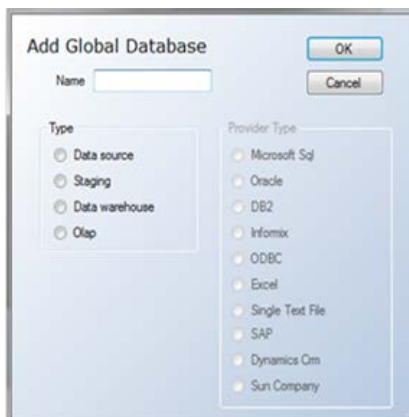 Add Global Database
OK
Name
Cancel
Type
Data source
Staging
Data warehouse
Olap
Provider Type
Microsoft Sql
Oracle
DB2
Informix
ODBC
Excel
Single Text File
SAP
Dynamics Crm
Sun Company